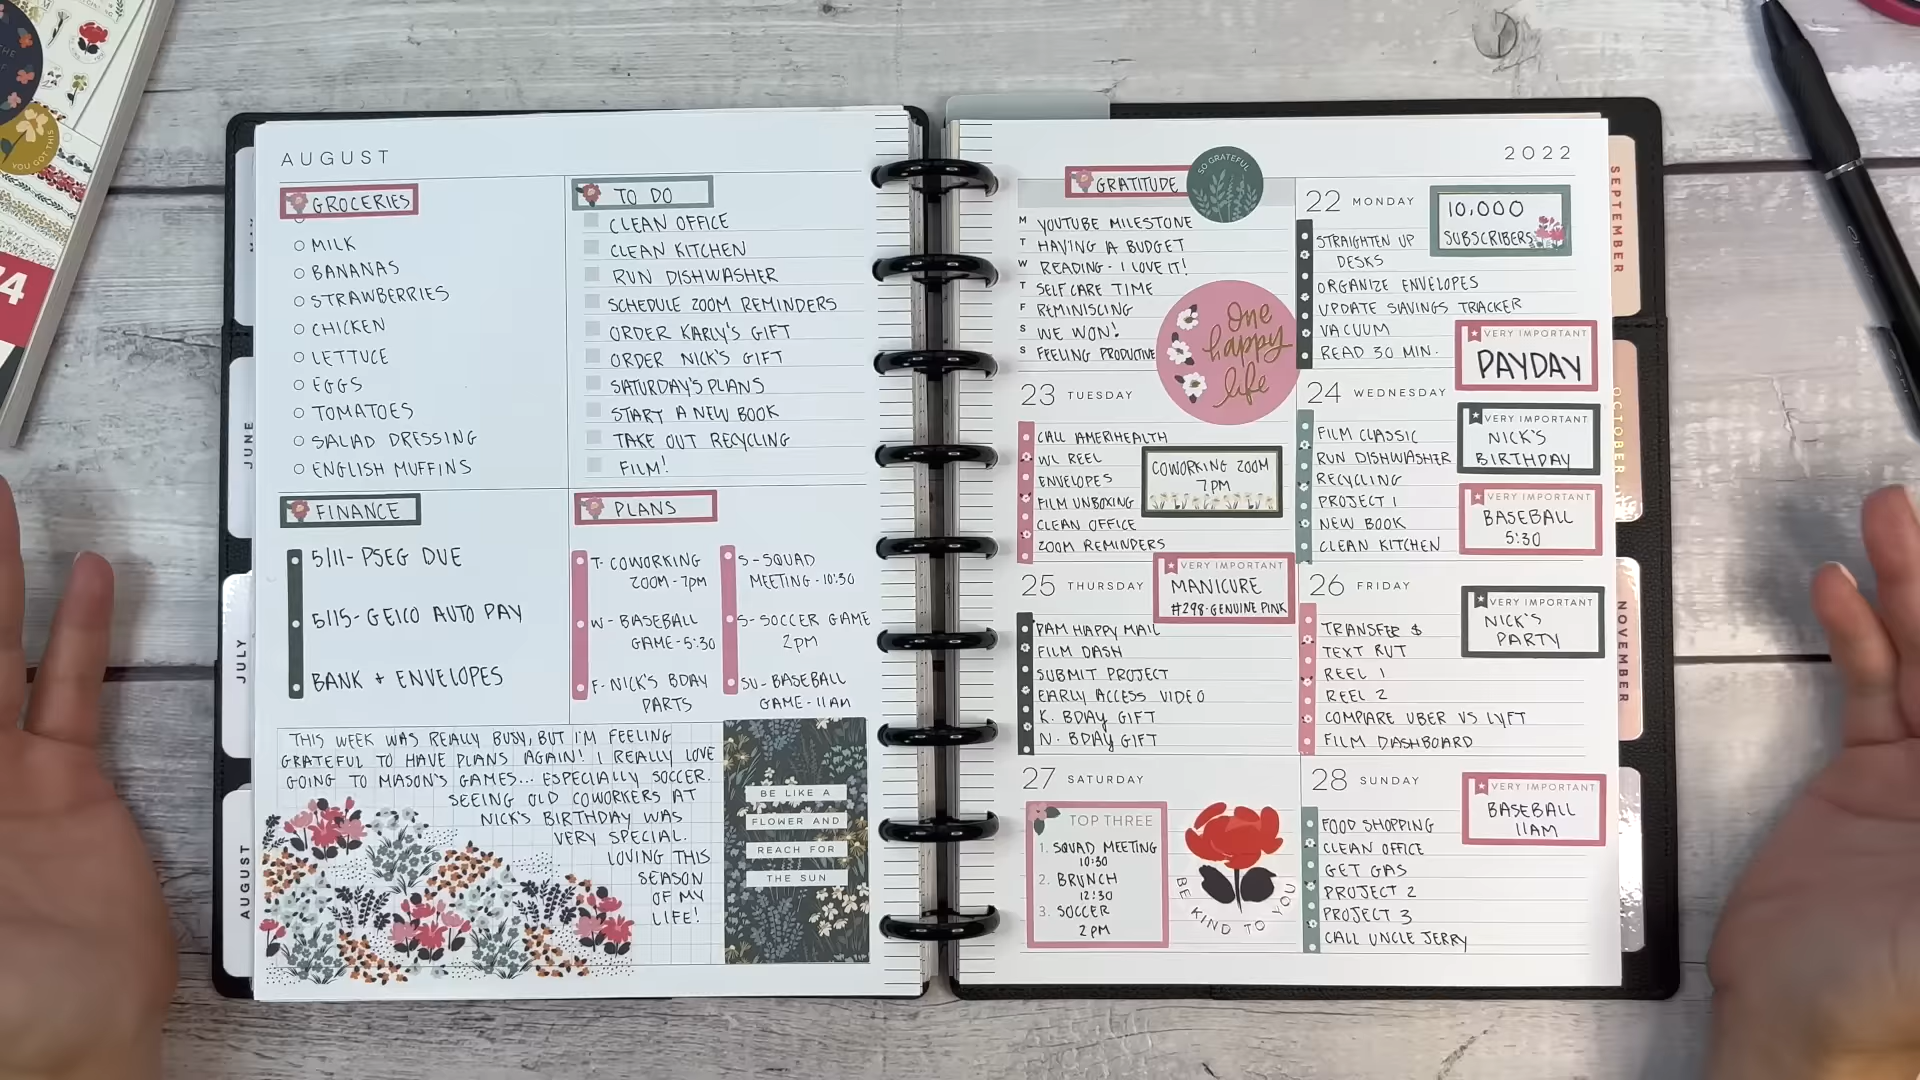 AUGUST
GROCERIES
MILK
BANANAS
STRAWBERRIES
CHICKEN
LETTUCE
EGGS
TOMATOES
SALAD DRESSING
ENGLISH MUFFINS
TO DO
CLEAN OFFICE
CLEAN KITCHEN
RUN DISHWASHER
SCHEDULE ZOOM REMINDERS
ORDER KARLY'S GIFT
ORDER NICK'S GIFT
SATURDAY'S PLANS
START A NEW BOOK
TAKE OUT RECYCLING
FILM!
FINANCE
5/11- PSEG DUE
5/15- GEICO AUTO PAY
BANK + ENVELOPES
PLANS
T- COWORKING
ZOOM-7PM
W- BASEBALL
GAME-5:30
F- NICK'S BDAY
PARTS
S-SQUAD
MEETING-10:30
S-SOCCER GAME
2PM
SU- BASEBALL
GAME-11AM
THIS WEEK WAS REALLY BUSY, BUT I'M FEELING
GRATEFUL TO HAVE PLANS AGAIN! I REALLY LOVE
GOING TO MASON'S GAMES... ESPECIALLY SOCCER.
SEEING OLD COWORKERS AT
NICK'S BIRTHDAY WAS
VERY SPECIAL.
LOVING THIS
SEASON
OF MY
LIFE!
BE LIKE A
FLOWER AND
REACH FOR
THE SUN
2022
GRATITUDE
SO GRATEFUL
M YOUTUBE MILESTONE
T HAVING A BUDGET
W READING- I LOVE IT!
T SELF CARE TIME
F REMINISCING
S WE WON!
S FEELING PRODUCTIVE
One
happy
life
22 MONDAY
10,000
SUBSCRIBERS
STRAIGHTEN UP
DESKS
ORGANIZE ENVELOPES
UPDATE SAVINGS TRACKER
VACUUM
READ 30 MIN.
VERY IMPORTANT
PAYDAY
23 TUESDAY
CALL AMERIHEALTH
WL REEL
ENVELOPES
FILM UNBOXING
CLEAN OFFICE
ZOOM REMINDERS
COWORKING ZOOM
7PM
24 WEDNESDAY
FILM CLASSIC
RUN DISHWASHER
RECYCLING
PROJECT 1
NEW BOOK
CLEAN KITCHEN
VERY IMPORTANT
NICK'S
BIRTHDAY
VERY IMPORTANT
BASEBALL
5:30
25 THURSDAY
VERY IMPORTANT
MANICURE
#298-GENUINE PINK
PAM HAPPY MAIL
FILM DASH
SUBMIT PROJECT
EARLY ACCESS VIDEO
K. BDAY GIFT
N. BDAY GIFT
26 FRIDAY
VERY IMPORTANT
NICK'S
PARTY
TRANSFER $
TEXT RUT
REEL 1
REEL 2
COMPARE UBER VS LYFT
FILM DASHBOARD
27 SATURDAY
TOP THREE
1. SQUAD MEETING
10:30
2. BRUNCH
12:30
3. SOCCER
2PM
BE KIND TO YOU
28 SUNDAY
VERY IMPORTANT
BASEBALL
11AM
FOOD SHOPPING
CLEAN OFFICE
GET GAS
PROJECT 2
PROJECT 3
CALL UNCLE JERRY
JUNE
JULY
AUGUST
SEPTEMBER
OCTOBER
NOVEMBER
YOU GOT THIS